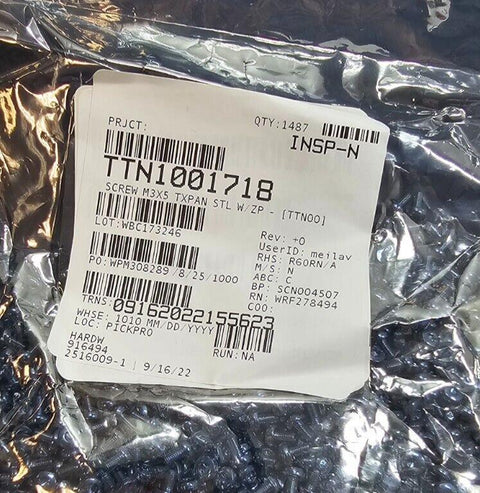 PRJCT:
QTY:1487
INSP-N
TTN1001718
SCREW M3X5 TXPAN STL W/ZP - [TTN00]
LOT:WBC173246
Rev: +0
UserID: meilav
RHS: R60RN/A
M/S: N
ABC: C
BP: SCN004507
RN: WRF278494
COO:
PO:WPM308289 /8/25/1000
TRNS:09162022155623
WHSE: 1010 MM/DD/YYYY
LOC: PICKPRO
RUN:NA
HARDW
916494
2516009-1 | 9/16/22